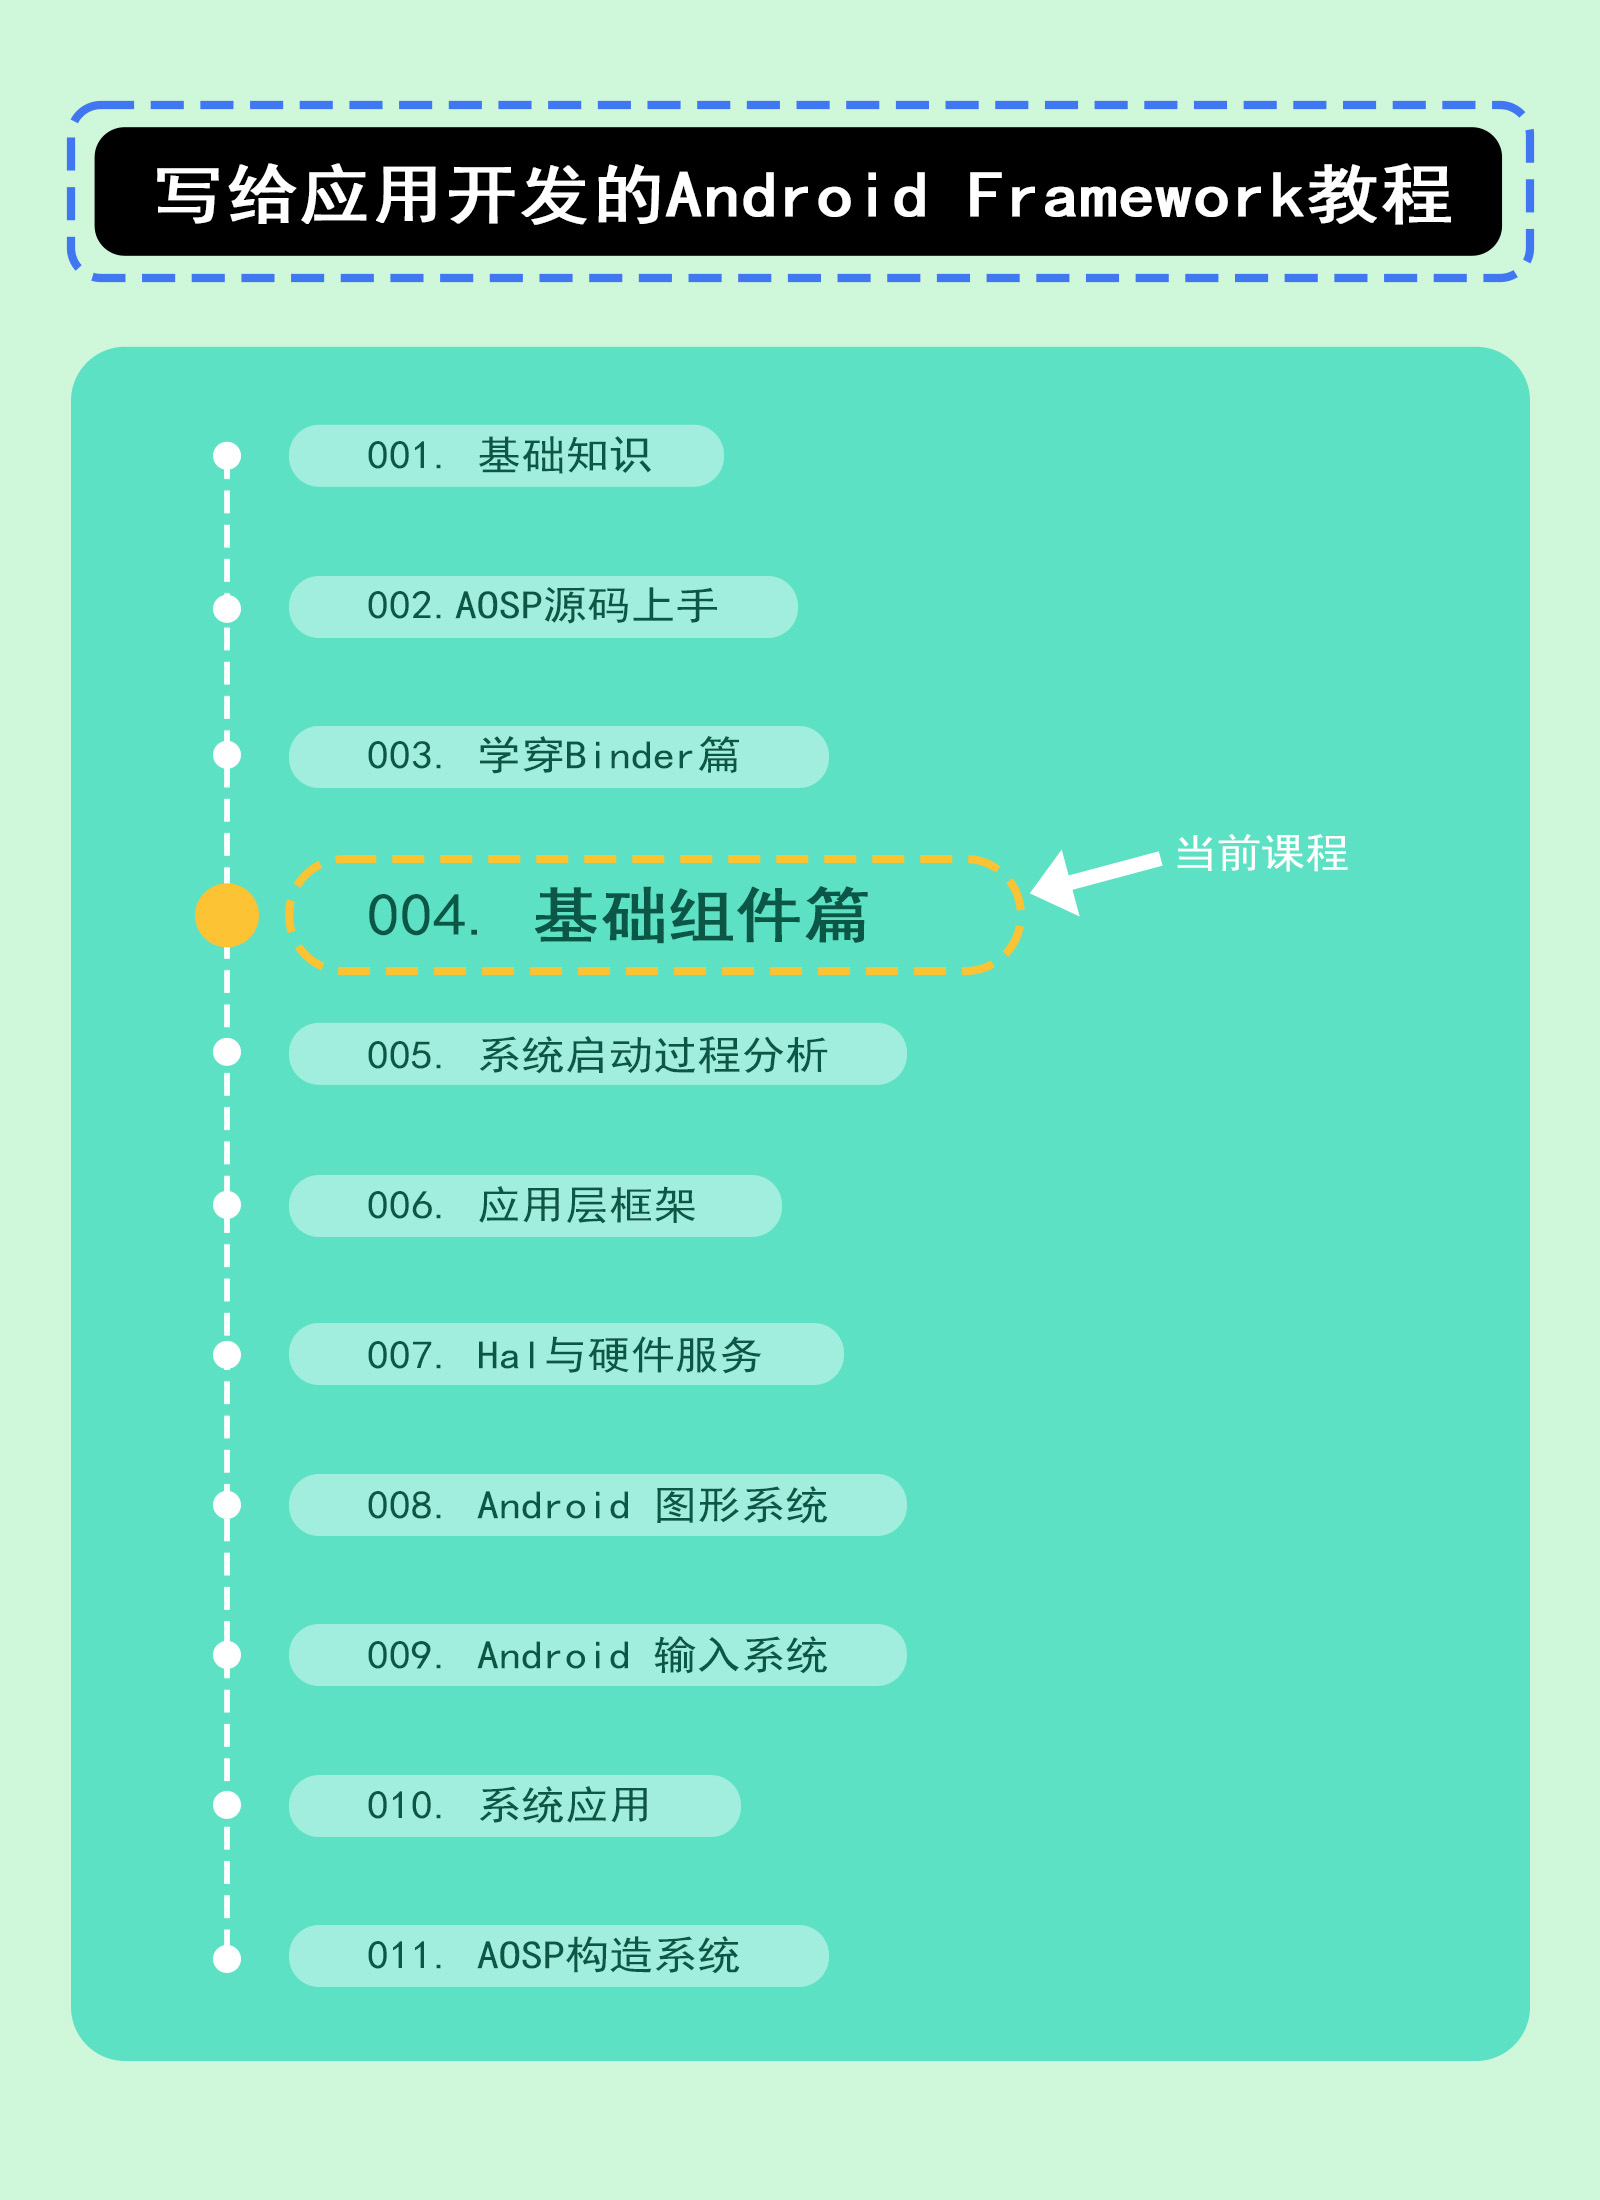 写给应用开发的Android Framework教程
001. 基础知识
002.AOSP源码上手
003. 学穿Binder篇
当前课程
004. 基础组件篇
005. 系统启动过程分析
006. 应用层框架
007. Hal与硬件服务
008. Android 图形系统
009. Android 输入系统
010. 系统应用
011. AOSP构造系统